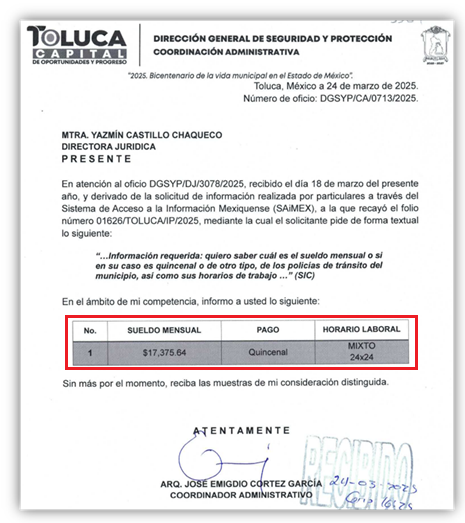 TOLUCA
CAPITAL
DE OPORTUNIDADES Y PROGRESO
DIRECCIÓN GENERAL DE SEGURIDAD Y PROTECCIÓN
COORDINACIÓN ADMINISTRATIVA
"2025. Bicentenario de la vida municipal en el Estado de México".
Toluca, México a 24 de marzo de 2025.
Número de oficio: DGSYP/CA/0713/2025.
MTRA. YAZMÍN CASTILLO CHAQUECO
DIRECTORA JURIDICA
P R E S E N T E
En atención al oficio DGSYP/DJ/3078/2025, recibido el día 18 de marzo del presente
año, y derivado de la solicitud de información realizada por particulares a través del
Sistema de Acceso a la Información Mexiquense (SAiMEX), a la que recayó el folio
número 01626/TOLUCA/IP/2025, mediante la cual el solicitante pide de forma textual
lo siguiente:
"…Información requerida: quiero saber cuál es el sueldo mensual o si
en su caso es quincenal o de otro tipo, de los policias de tránsito del
municipio, así como sus horarios de trabajo …" (SIC)
En el ámbito de mi competencia, informo a usted lo siguiente:
No. SUELDO MENSUAL PAGO HORARIO LABORAL
1 $17,375.64 Quincenal MIXTO
24x24
Sin más por el momento, reciba las muestras de mi consideración distinguida.
A T E N T A M E N T E
RECIBIDO
ARQ. JOSÉ EMIGDIO CORTEZ GARCÍA 24-03-2025
COORDINADOR ADMINISTRATIVO